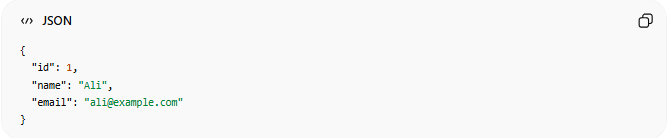 </> JSON
{
"id": 1,
"name": "Ali",
"email": "ali@example.com"
}